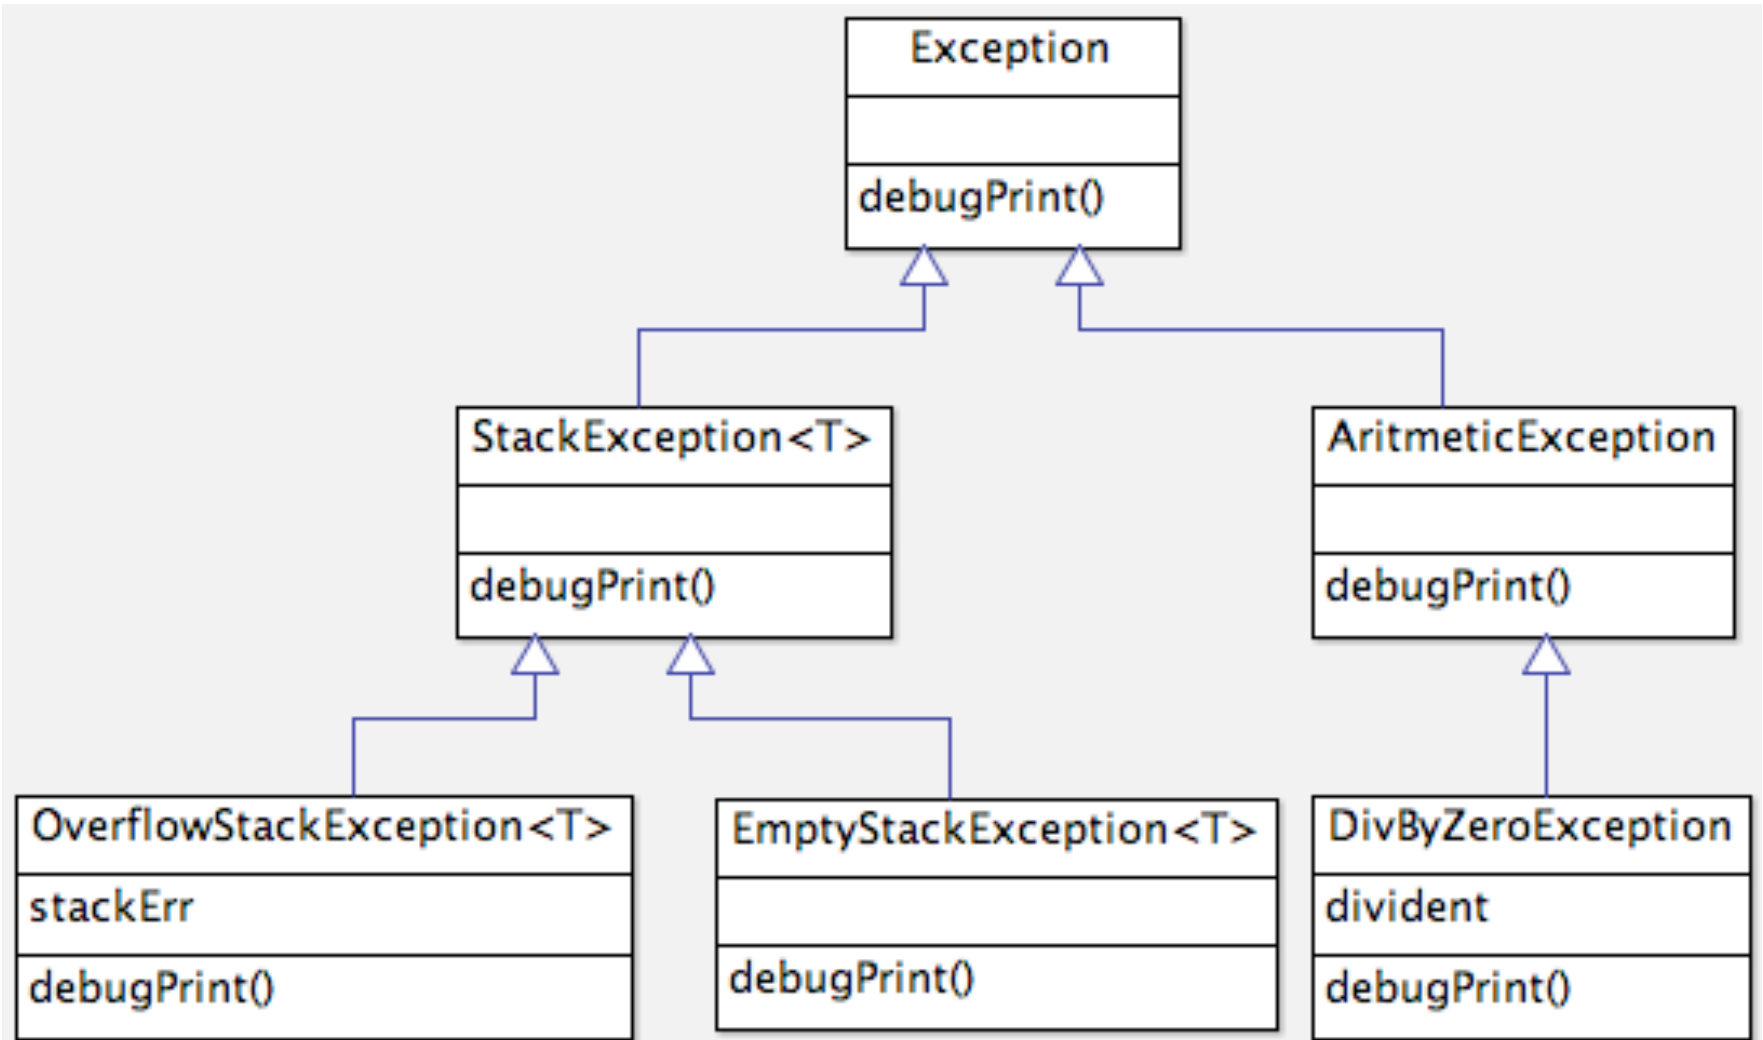 Exception
debugPrint()
StackException<T>
debugPrint()
AritmeticException
debugPrint()
OverflowStackException<T>
stackErr
debugPrint()
EmptyStackException<T>
debugPrint()
DivByZeroException
divident
debugPrint()